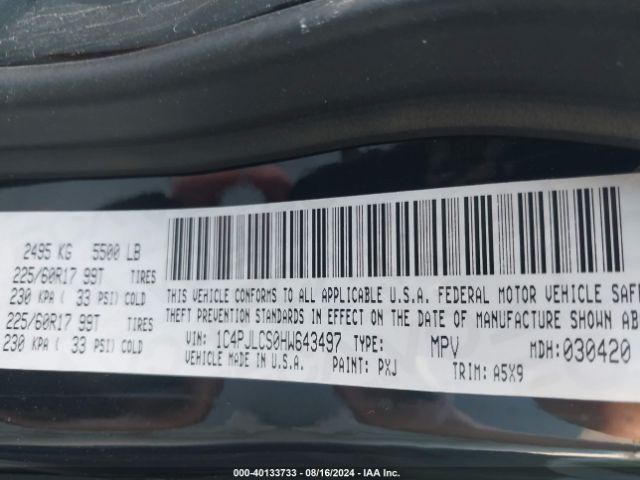 2495 KG 5500 LB
225/60R17 99T TIRES
230 KPA ( 33 PSI) COLD
225/60R17 99T TIRES
230 KPA ( 33 PSI) COLD
THIS VEHICLE CONFORMS TO ALL APPLICABLE U.S.A. FEDERAL MOTOR VEHICLE SAFE
THEFT PREVENTION STANDARDS IN EFFECT ON THE DATE OF MANUFACTURE SHOWN AB
VIN: 1C4PJLCS0HW643497 TYPE: MPV MDH: 030420
VEHICLE MADE IN U.S.A. PAINT: PXJ TRIM: A5X9
000-40133733 - 08/16/2024 - IAA Inc.